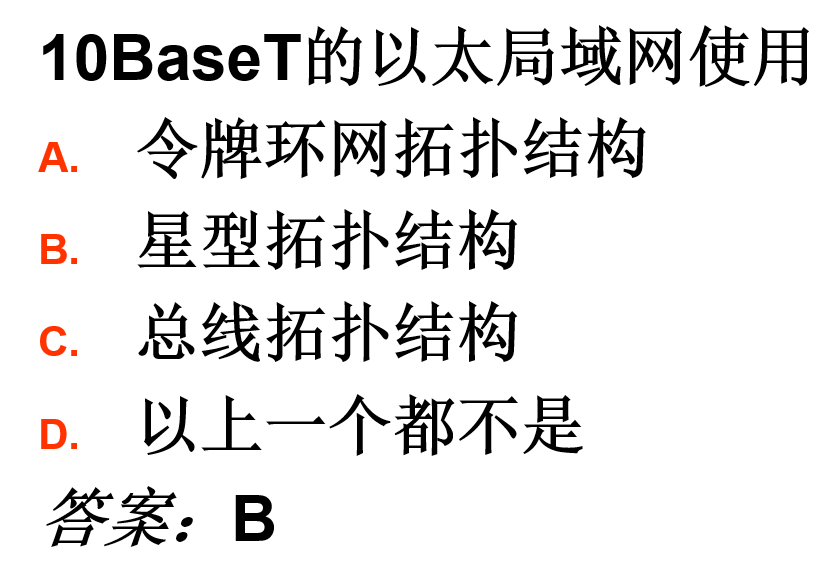 10BaseT的以太局域网使用
A. 令牌环网拓扑结构
B. 星型拓扑结构
C. 总线拓扑结构
D. 以上一个都不是
答案：B